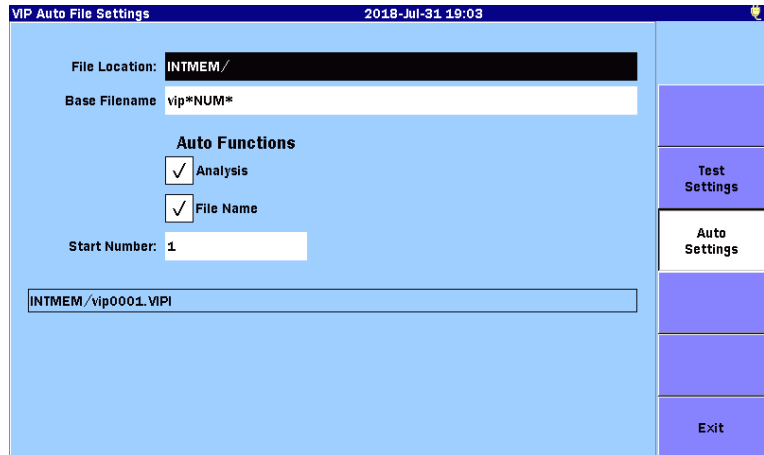 VIP Auto File Settings 2018-Jul-31 19:03
File Location: INTMEM/
Base Filename vip*NUM*
Auto Functions
√ Analysis
√ File Name
Start Number: 1
INTMEM/vip0001.VIPI
Test
Settings
Auto
Settings
Exit